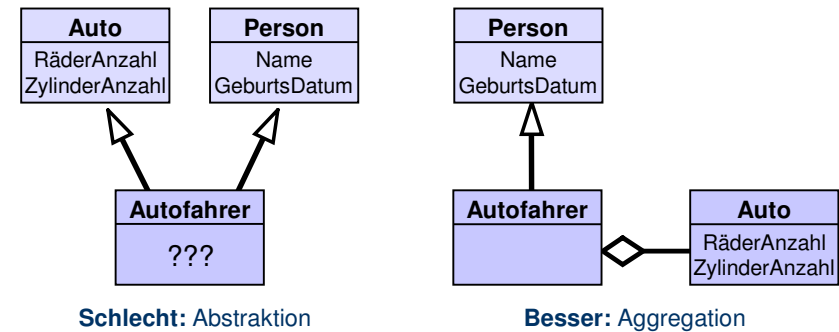 Auto
RäderAnzahl
ZylinderAnzahl
Person
Name
GeburtsDatum
Autofahrer
???
Schlecht: Abstraktion
Person
Name
GeburtsDatum
Autofahrer
Auto
RäderAnzahl
ZylinderAnzahl
Besser: Aggregation